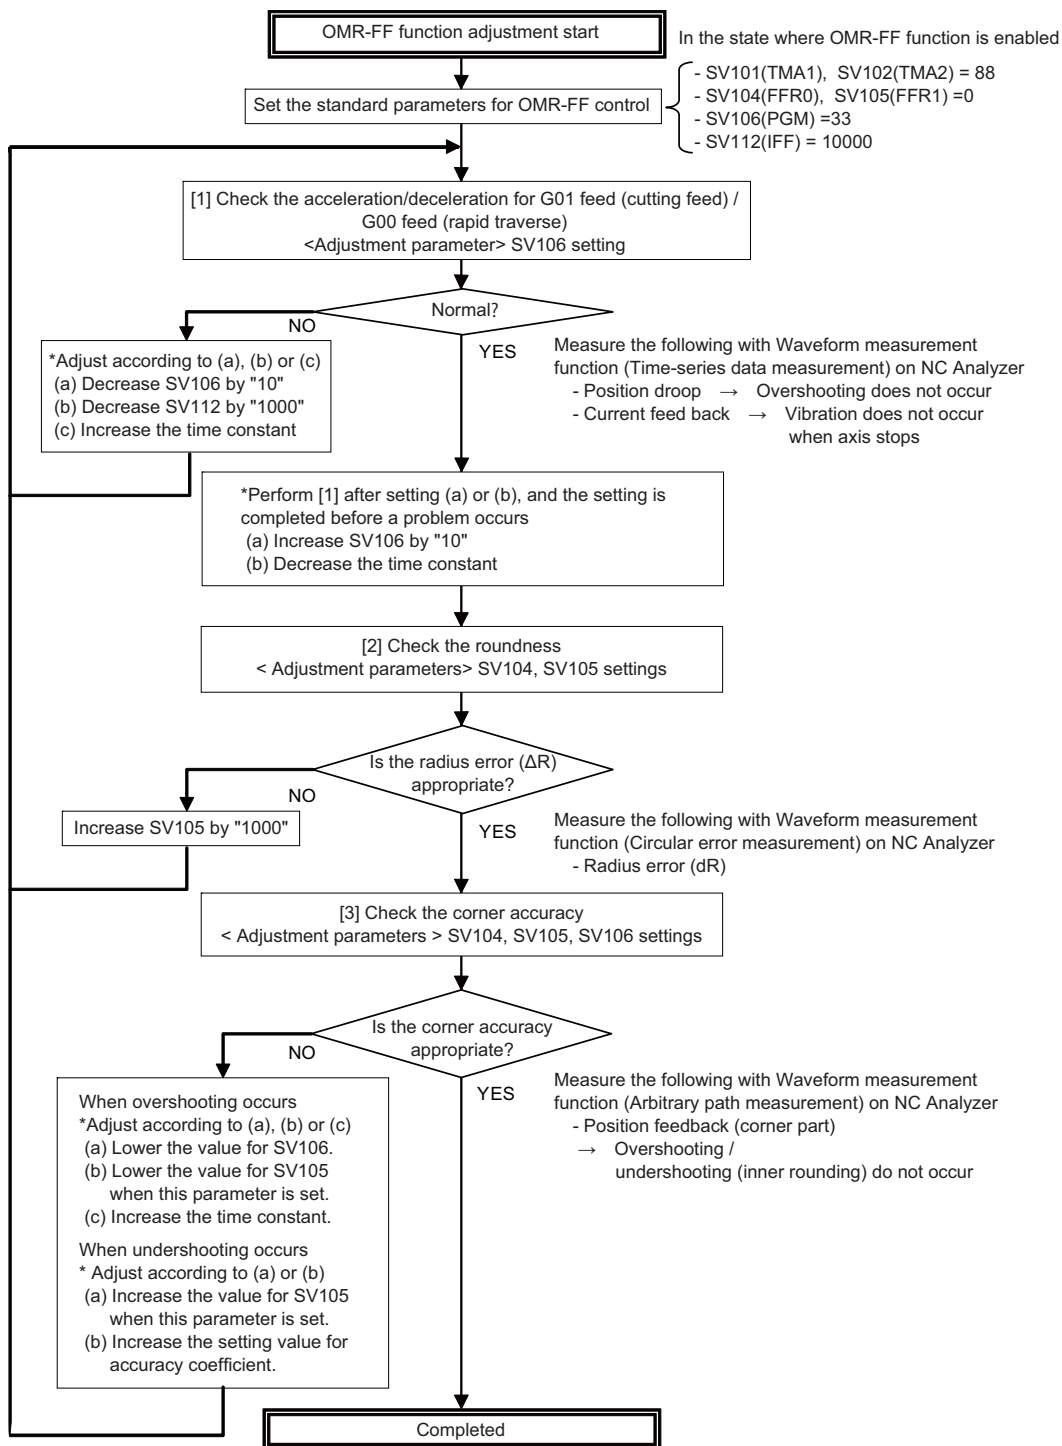 OMR-FF function adjustment start
In the state where OMR-FF function is enabled
- SV101(TMA1), SV102(TMA2) = 88
- SV104(FFR0), SV105(FFR1) =0
- SV106(PGM) =33
- SV112(IFF) = 10000
Set the standard parameters for OMR-FF control
[1] Check the acceleration/deceleration for G01 feed (cutting feed) /
G00 feed (rapid traverse)
<Adjustment parameter> SV106 setting
Normal?
NO
YES
*Adjust according to (a), (b) or (c)
(a) Decrease SV106 by "10"
(b) Decrease SV112 by "1000"
(c) Increase the time constant
Measure the following with Waveform measurement
function (Time-series data measurement) on NC Analyzer
- Position droop → Overshooting does not occur
- Current feed back → Vibration does not occur
when axis stops
*Perform [1] after setting (a) or (b), and the setting is
completed before a problem occurs
(a) Increase SV106 by "10"
(b) Decrease the time constant
[2] Check the roundness
< Adjustment parameters> SV104, SV105 settings
Is the radius error (ΔR)
appropriate?
NO
YES
Increase SV105 by "1000"
Measure the following with Waveform measurement
function (Circular error measurement) on NC Analyzer
- Radius error (dR)
[3] Check the corner accuracy
< Adjustment parameters > SV104, SV105, SV106 settings
Is the corner accuracy
appropriate?
NO
YES
When overshooting occurs
*Adjust according to (a), (b) or (c)
(a) Lower the value for SV106.
(b) Lower the value for SV105
when this parameter is set.
(c) Increase the time constant.
When undershooting occurs
* Adjust according to (a) or (b)
(a) Increase the value for SV105
when this parameter is set.
(b) Increase the setting value for
accuracy coefficient.
Measure the following with Waveform measurement
function (Arbitrary path measurement) on NC Analyzer
- Position feedback (corner part)
→ Overshooting /
undershooting (inner rounding) do not occur
Completed